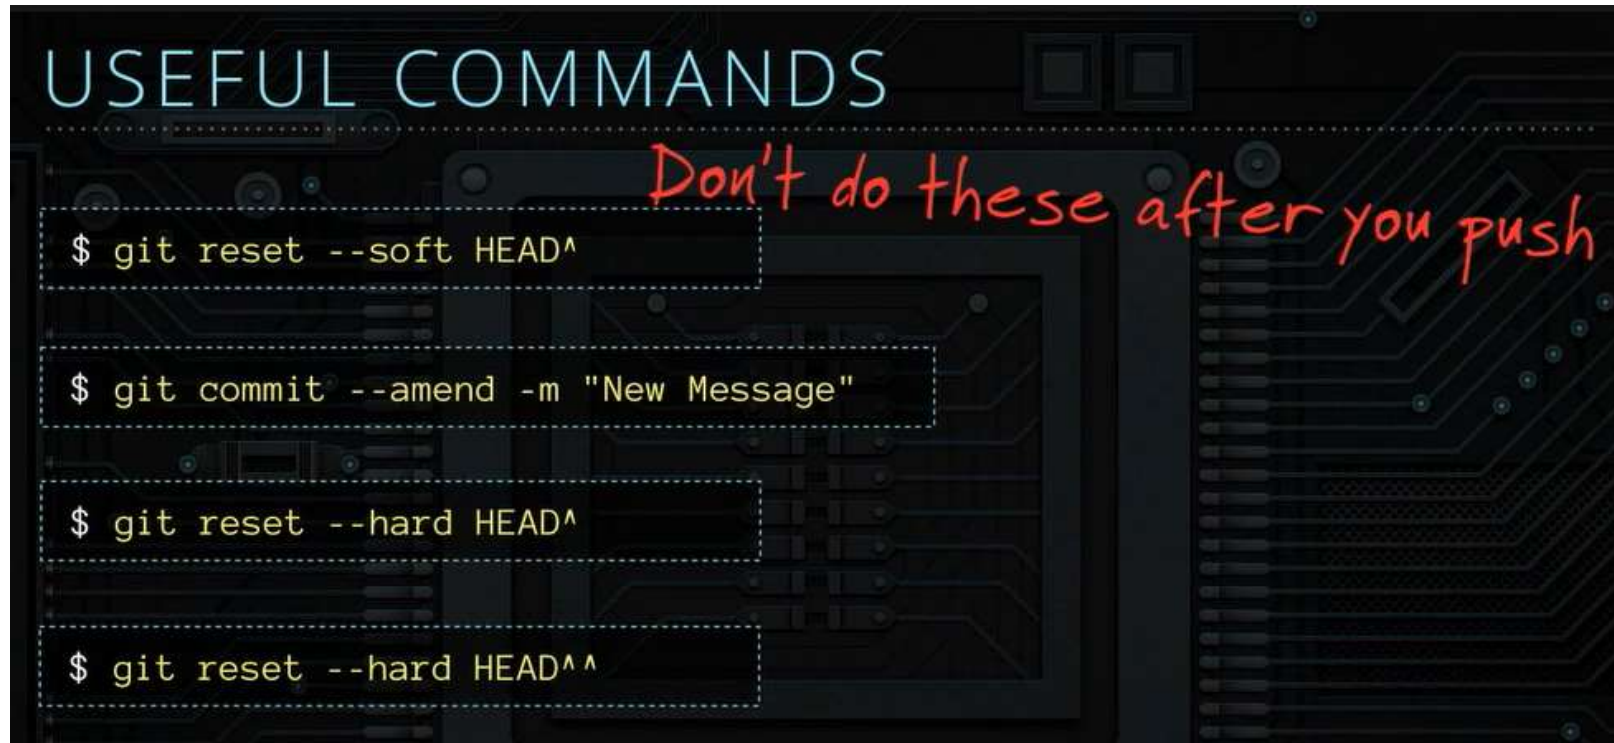 USEFUL COMMANDS
Don't do these after you push
$ git reset --soft HEAD^
$ git commit --amend -m "New Message"
$ git reset --hard HEAD^
$ git reset --hard HEAD^^